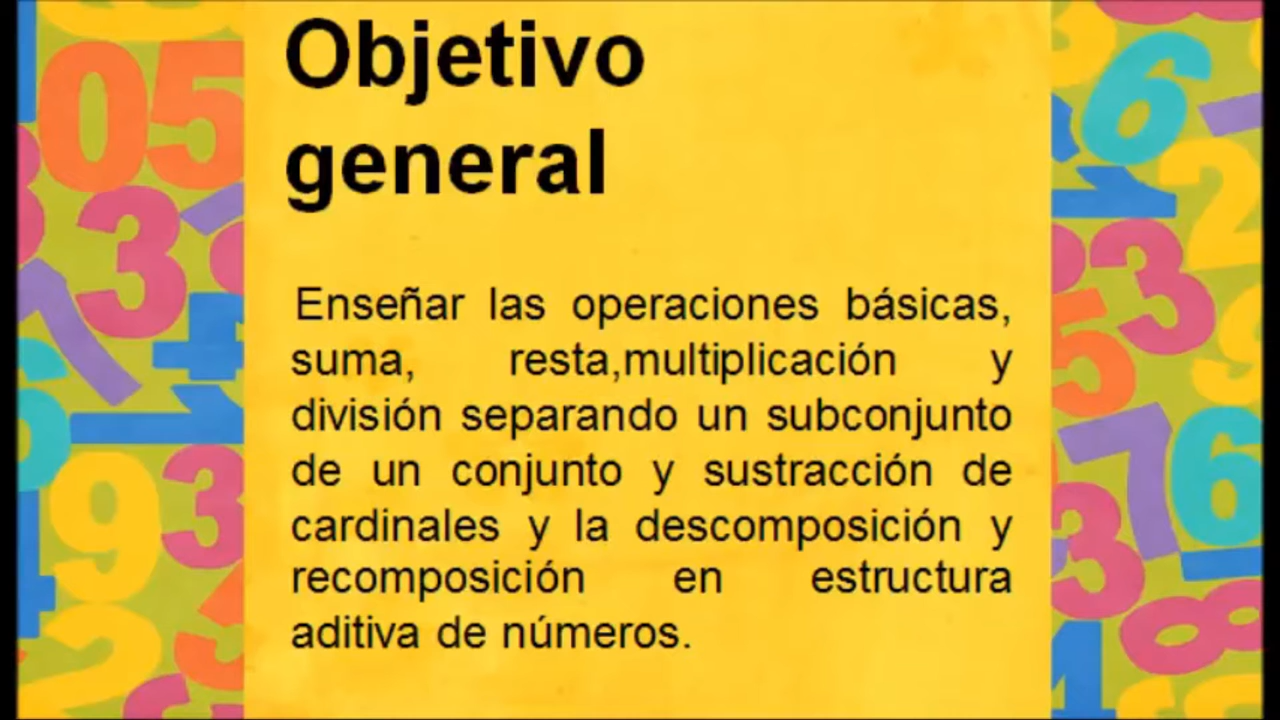 Objetivo
general
Enseñar las operaciones básicas,
suma, resta,multiplicación y
división separando un subconjunto
de un conjunto y sustracción de
cardinales y la descomposición y
recomposición en estructura
aditiva de números.